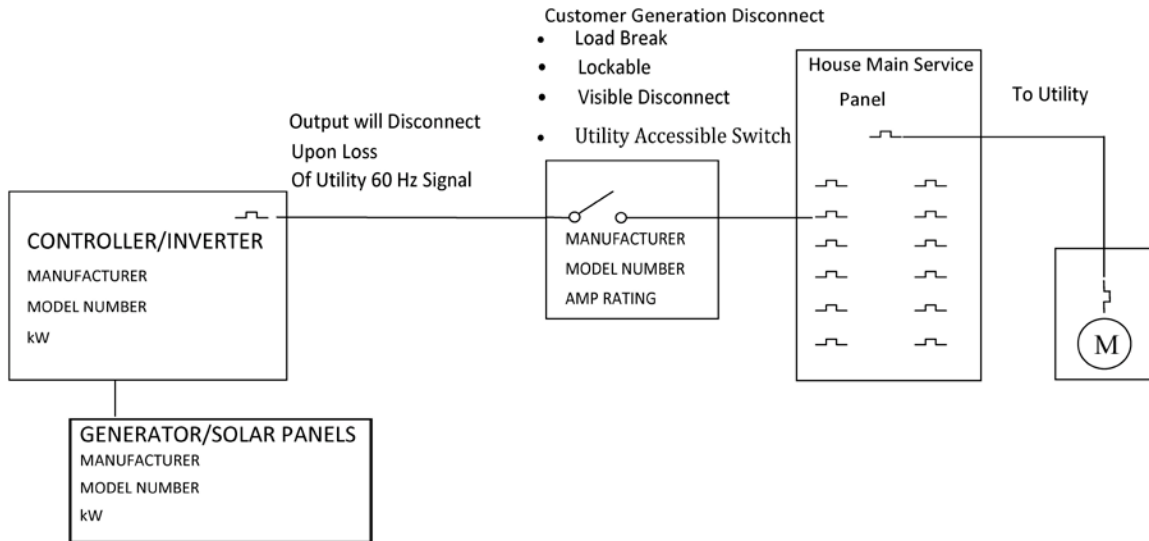 Customer Generation Disconnect
• Load Break
• Lockable
• Visible Disconnect
• Utility Accessible Switch
House Main Service
Panel
To Utility
Output will Disconnect
Upon Loss
Of Utility 60 Hz Signal
CONTROLLER/INVERTER
MANUFACTURER
MODEL NUMBER
kW
MANUFACTURER
MODEL NUMBER
AMP RATING
M
GENERATOR/SOLAR PANELS
MANUFACTURER
MODEL NUMBER
kW